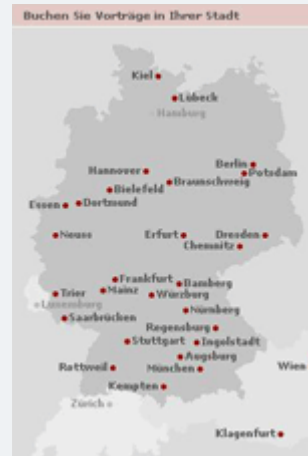 Buchen Sie Vorträge in Ihrer Stadt
Kiel
Lübeck
Hamburg
Hannover
Berlin
Potsdam
Braunschweig
Bielefeld
Essen
Dortmund
Neuss
Erfurt
Dresden
Chemnitz
Frankfurt
Bamberg
Trier
Mainz
Würzburg
Luxemburg
Nürnberg
Saarbrücken
Regensburg
Stuttgart
Ingolstadt
Augsburg
Rottweil
München
Wien
Kempten
Zürich
Klagenfurt